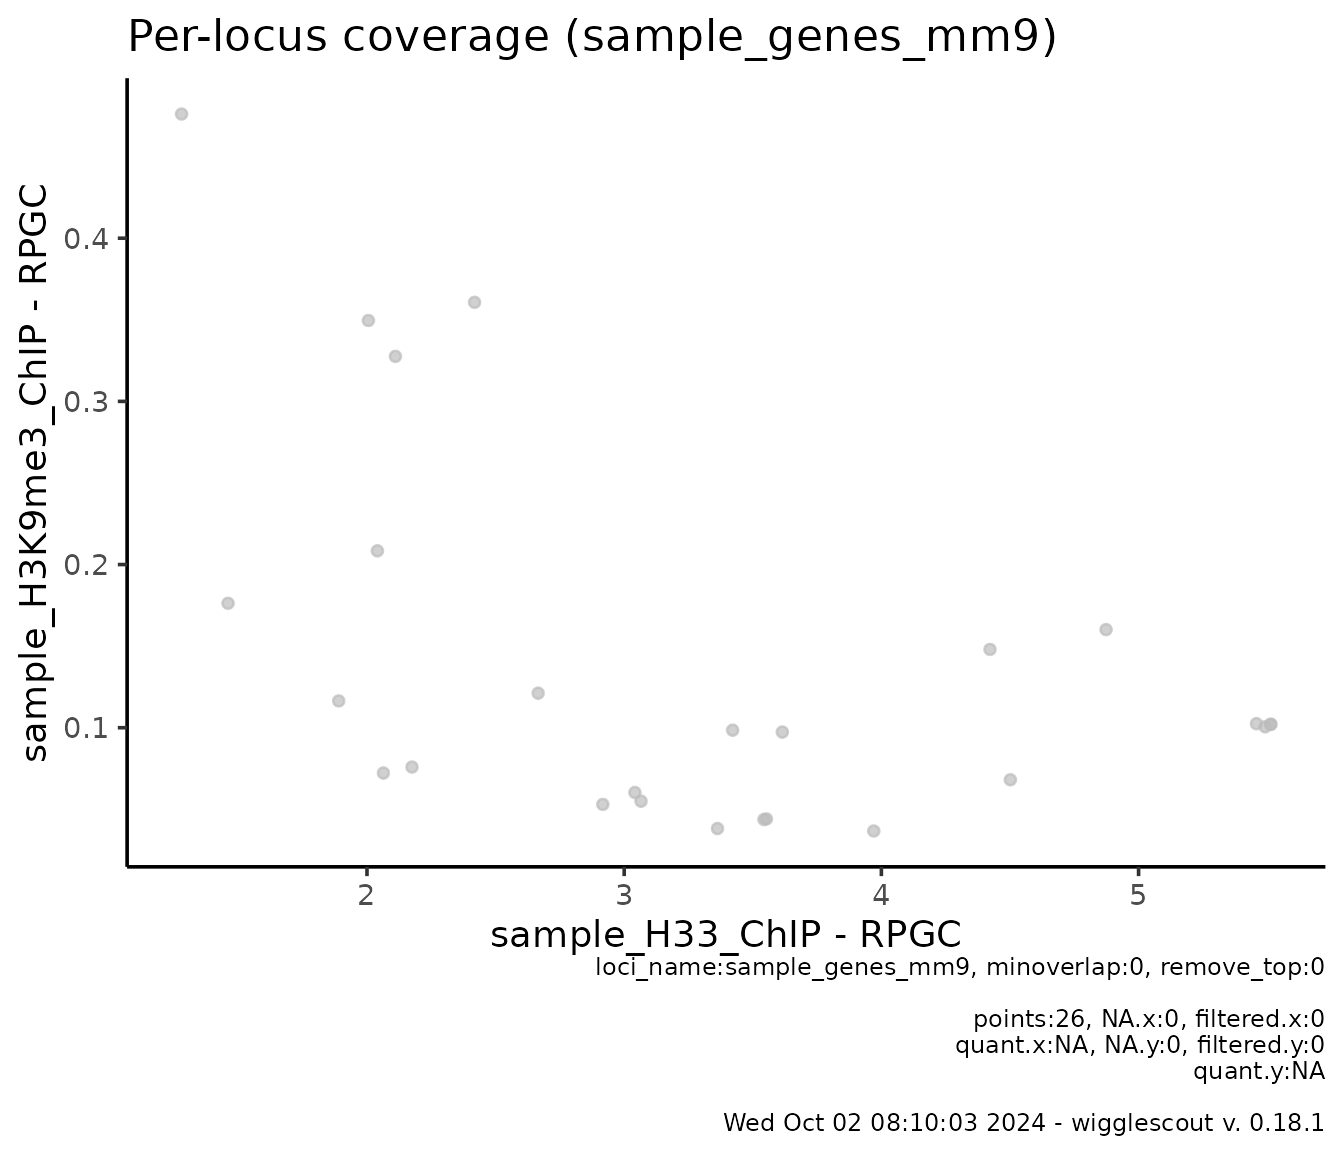 Per-locus coverage (sample_genes_mm9)
sample_H3K9me3_ChIP - RPGC
0.4
0.3
0.2
0.1
2
3
4
5
sample_H33_ChIP - RPGC
loci_name:sample_genes_mm9, minoverlap:0, remove_top:0
points:26, NA.x:0, filtered.x:0
quant.x:NA, NA.y:0, filtered.y:0
quant.y:NA
Wed Oct 02 08:10:03 2024 - wigglescout v. 0.18.1